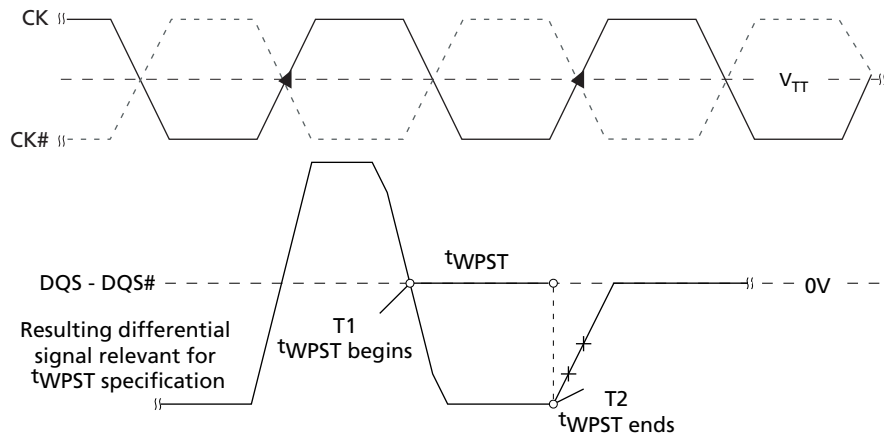 CK
V_TT
CK#
tWPST
DQS - DQS#
0V
Resulting differential
signal relevant for
tWPST specification
T1
tWPST begins
T2
tWPST ends